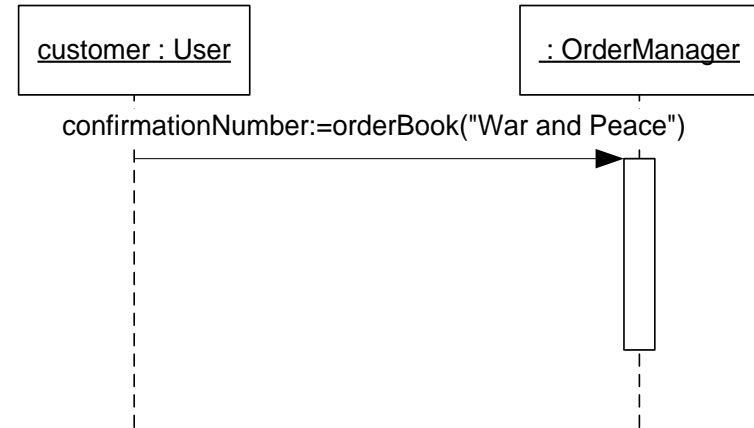 customer : User
: OrderManager
confirmationNumber:=orderBook("War and Peace")